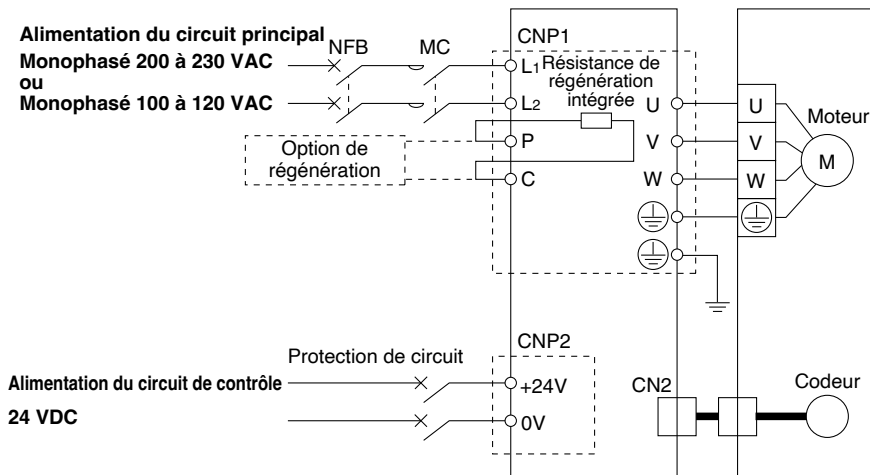 Alimentation du circuit principal
NFB
MC
CNP1
Monophasé 200 à 230 VAC
ou
Monophasé 100 à 120 VAC
L1
Résistance de
régénération
intégrée
L2
U
U
Moteur
P
V
V
M
Option de
régénération
C
W
W
CNP2
Protection de circuit
Alimentation du circuit de contrôle
+24V
CN2
Codeur
24 VDC
0V